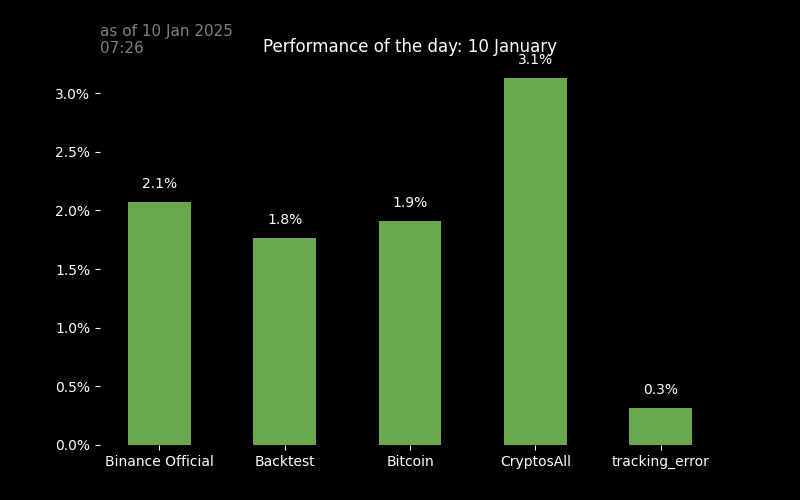 as of 10 Jan 2025
07:26
Performance of the day: 10 January
3.1%
3.0%
2.5%
2.1%
2.0%
1.8%
1.9%
1.5%
1.0%
0.5%
0.3%
0.0%
Binance Official
Backtest
Bitcoin
CryptosAll
tracking_error